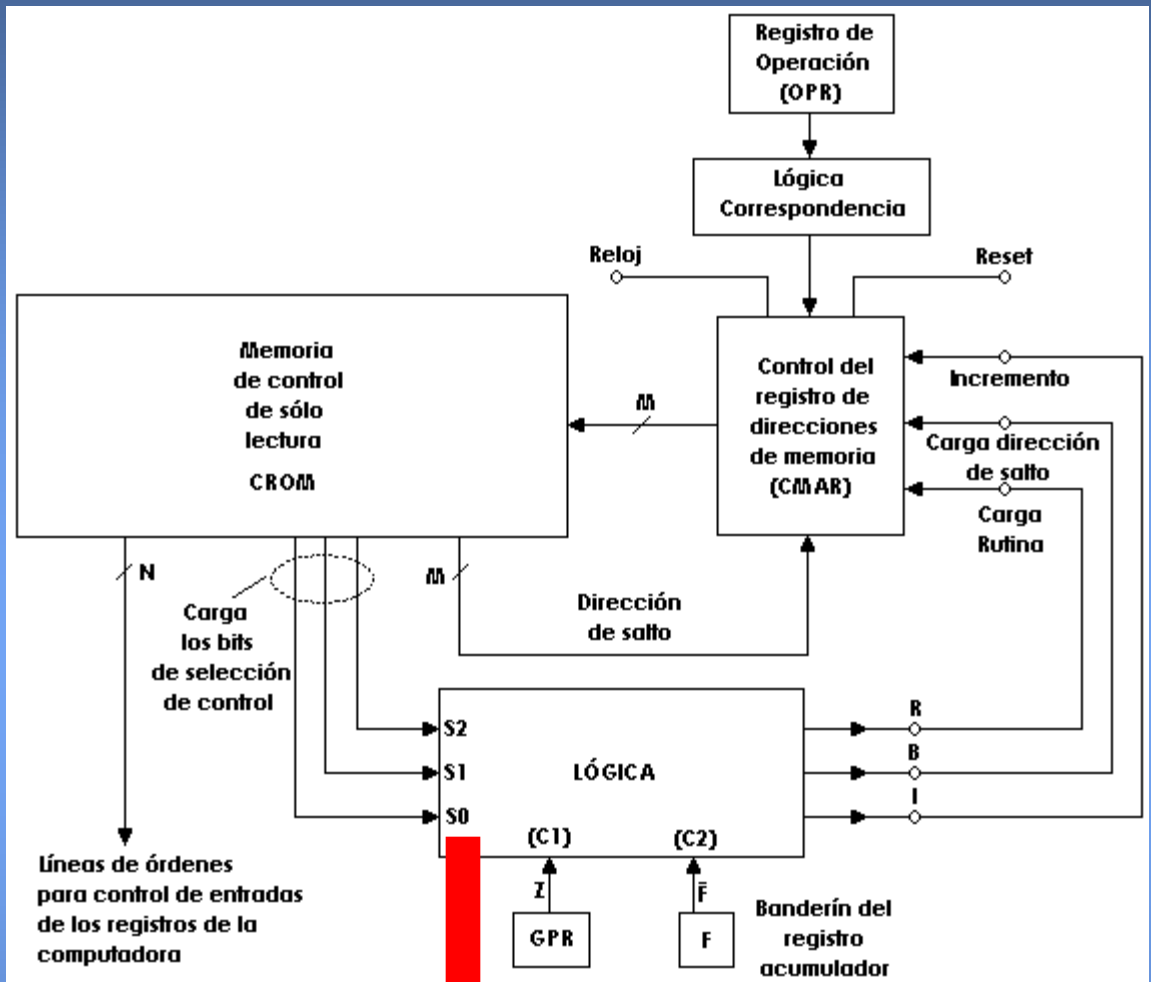 Registro de
Operación
(OPR)
Lógica
Correspondencia
Reloj
Reset
Memoria
de control
de sólo
lectura
CROM
M
Control del
registro de
direcciones
de memoria
(CMAR)
Incremento
Carga dirección
de salto
Carga
Rutina
N
M
Carga
los bits
de selección
de control
Dirección
de salto
S2
S1
S0
LÓGICA
(C1)
(C2)
R
B
I
Z
F̄
GPR
F
Banderín del
registro
acumulador
Líneas de órdenes
para control de entradas
de los registros de la
computadora